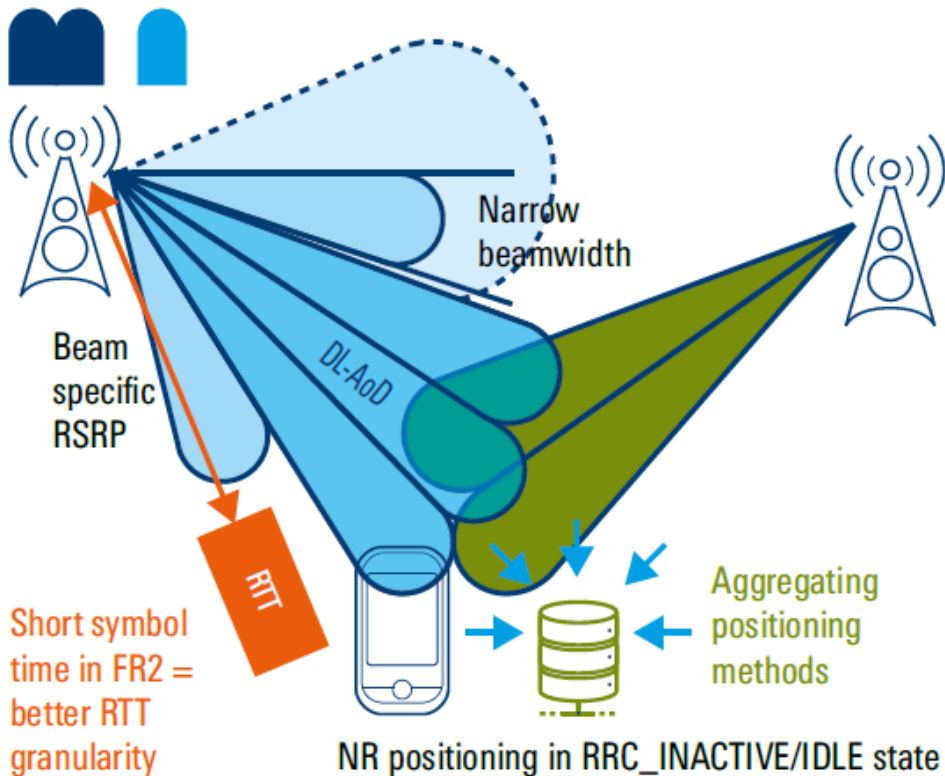 Narrow
beamwidth
Beam
specific
RSRP
DL-AoD
RTT
Short symbol
time in FR2 =
better RTT
granularity
Aggregating
positioning
methods
NR positioning in RRC_INACTIVE/IDLE state